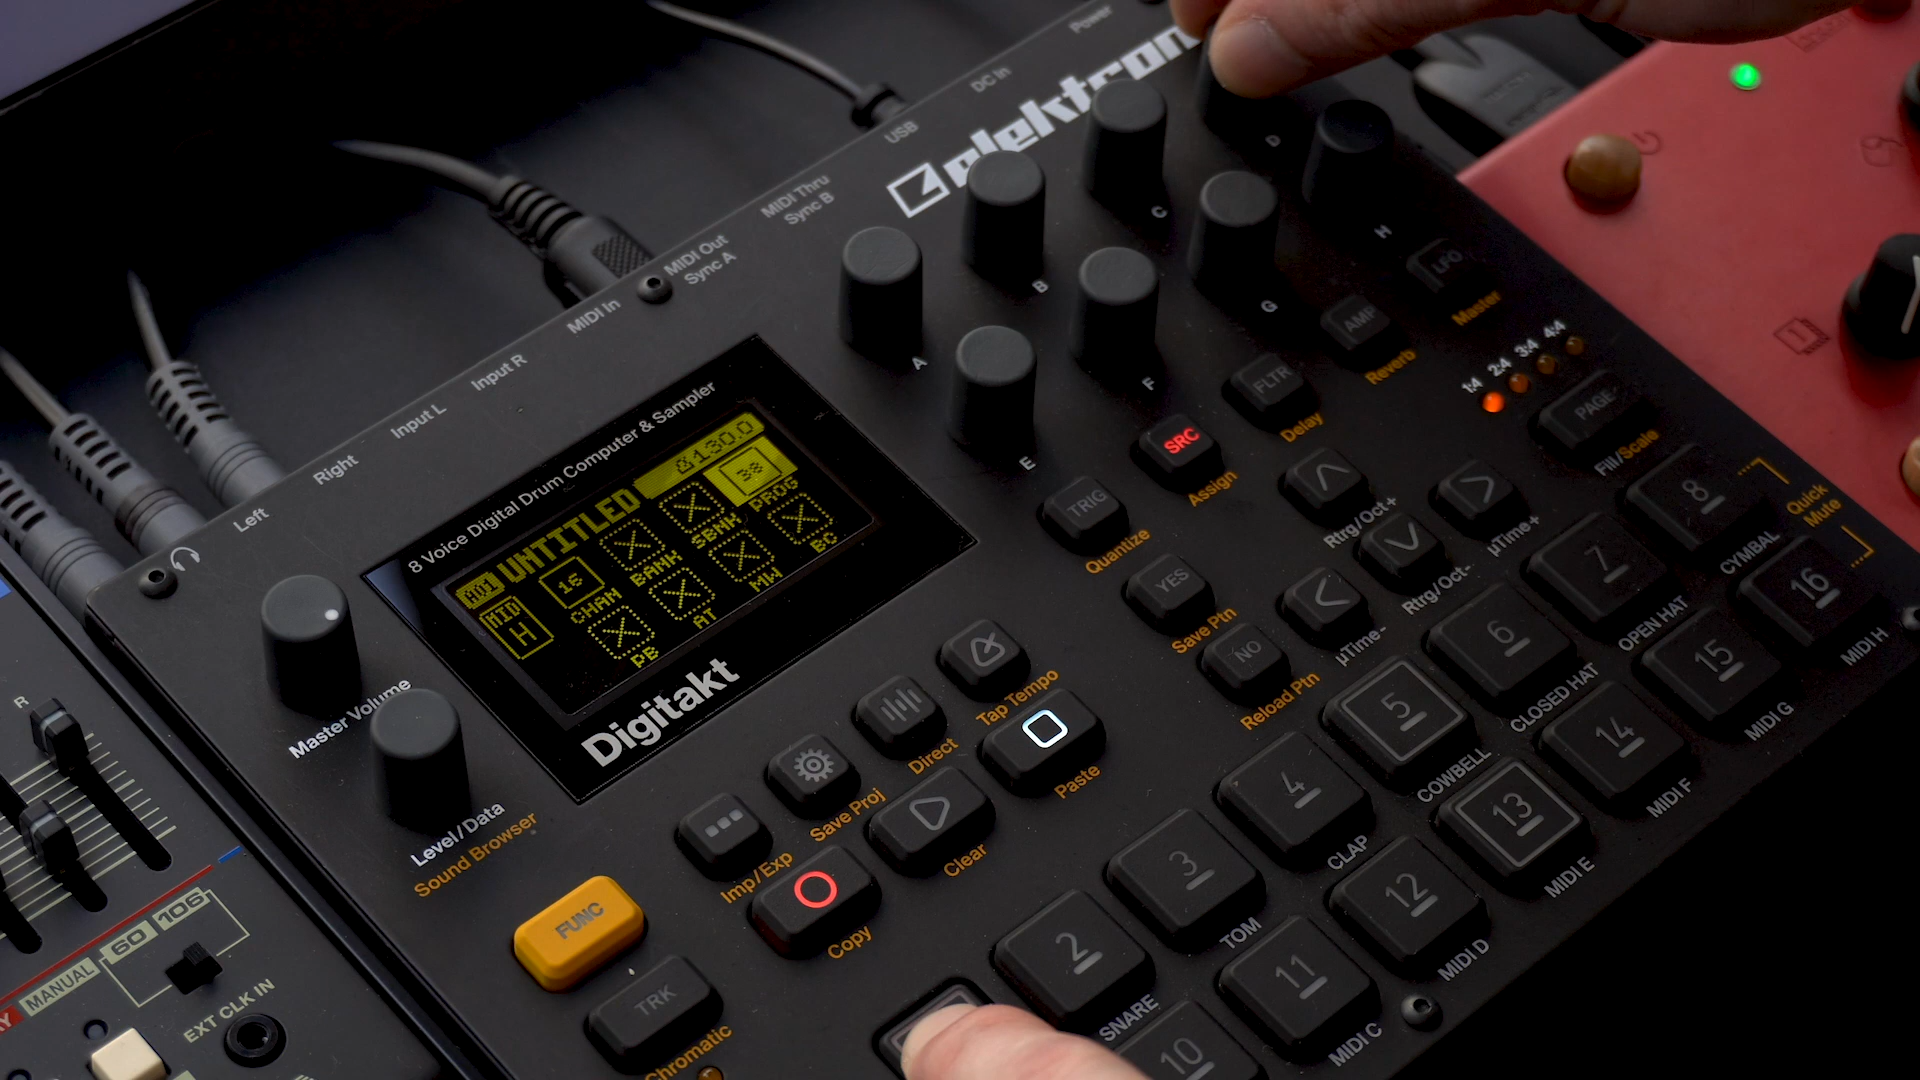 Power
DC In
USB
MIDI Thru
Sync B
MIDI Out
Sync A
MIDI In
Input R
Input L
Right
Left
elektron
A
B
C
D
E
F
G
H
8 Voice Digital Drum Computer & Sampler
A01 UNTITLED 130.0
MID
H
16
CHAN
BANK
SBNK
38
PROG
PB
AT
MW
BC
Digitakt
Master Volume
Level/Data
Sound Browser
TRIG
Quantize
SRC
Assign
FLTR
Delay
AMP
Reverb
LFO
Master
1:4 2:4 3:4 4:4
PAGE
Fill/Scale
Quick
Mute
YES
Save Ptn
NO
Reload Ptn
Rtrg/Oct+
Rtrg/Oct-
µTime+
µTime-
Tap Tempo
Direct
Save Proj
Imp/Exp
Copy
Clear
Paste
FUNC
TRK
Chromatic
2
SNARE
3
TOM
4
CLAP
5
COWBELL
6
CLOSED HAT
7
OPEN HAT
8
CYMBAL
10
11
MIDI C
12
MIDI D
13
MIDI E
14
MIDI F
15
MIDI G
16
MIDI H
R
MANUAL
60
106
EXT CLK IN
1